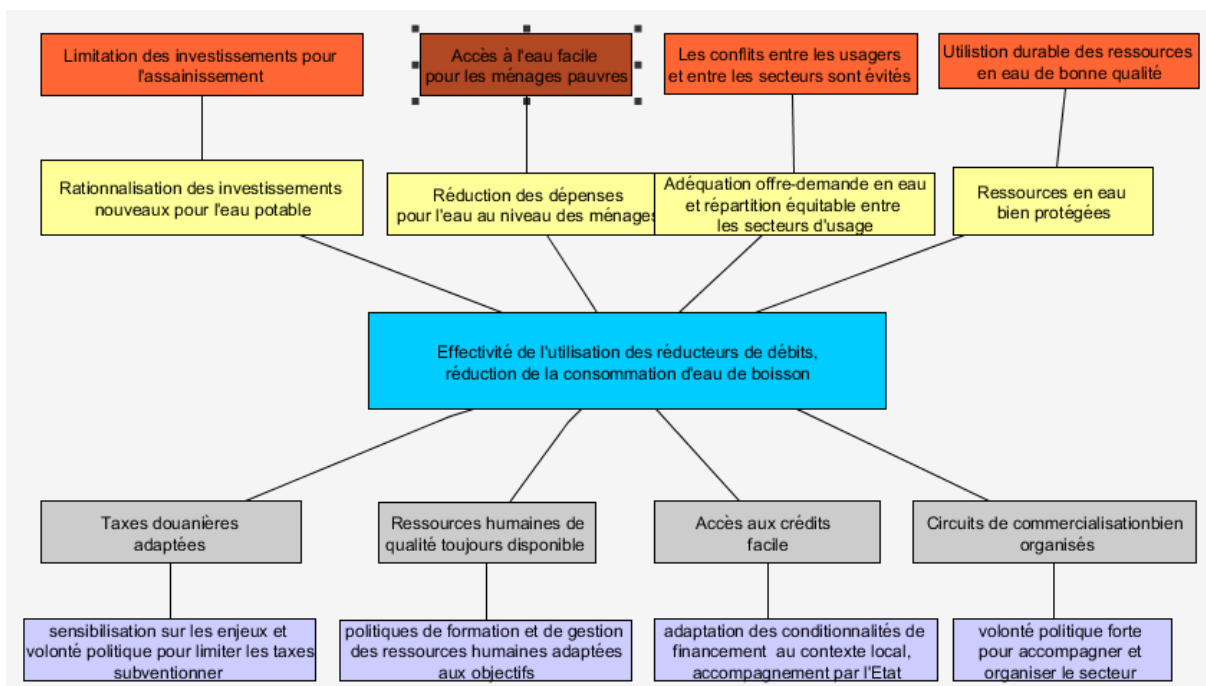 Limitation des investissements pour
l'assainissement
Accès à l'eau facile
pour les ménages pauvres
Les conflits entre les usagers
et entre les secteurs sont évités
Utilistion durable des ressources
en eau de bonne qualité
Rationnalisation des investissements
nouveaux pour l'eau potable
Réduction des dépenses
pour l'eau au niveau des ménages
Adéquation offre-demande en eau
et répartition équitable entre
les secteurs d'usage
Ressources en eau
bien protégées
Effectivité de l'utilisation des réducteurs de débits,
réduction de la consommation d'eau de boisson
Taxes douanières
adaptées
Ressources humaines de
qualité toujours disponible
Accès aux crédits
facile
Circuits de commercialisationbien
organisés
sensibilisation sur les enjeux et
volonté politique pour limiter les taxes
subventionner
politiques de formation et de gestion
des ressources humaines adaptées
aux objectifs
adaptation des conditionnalités de
financement au contexte local,
accompagnement par l'Etat
volonté politique forte
pour accompagner et
organiser le secteur